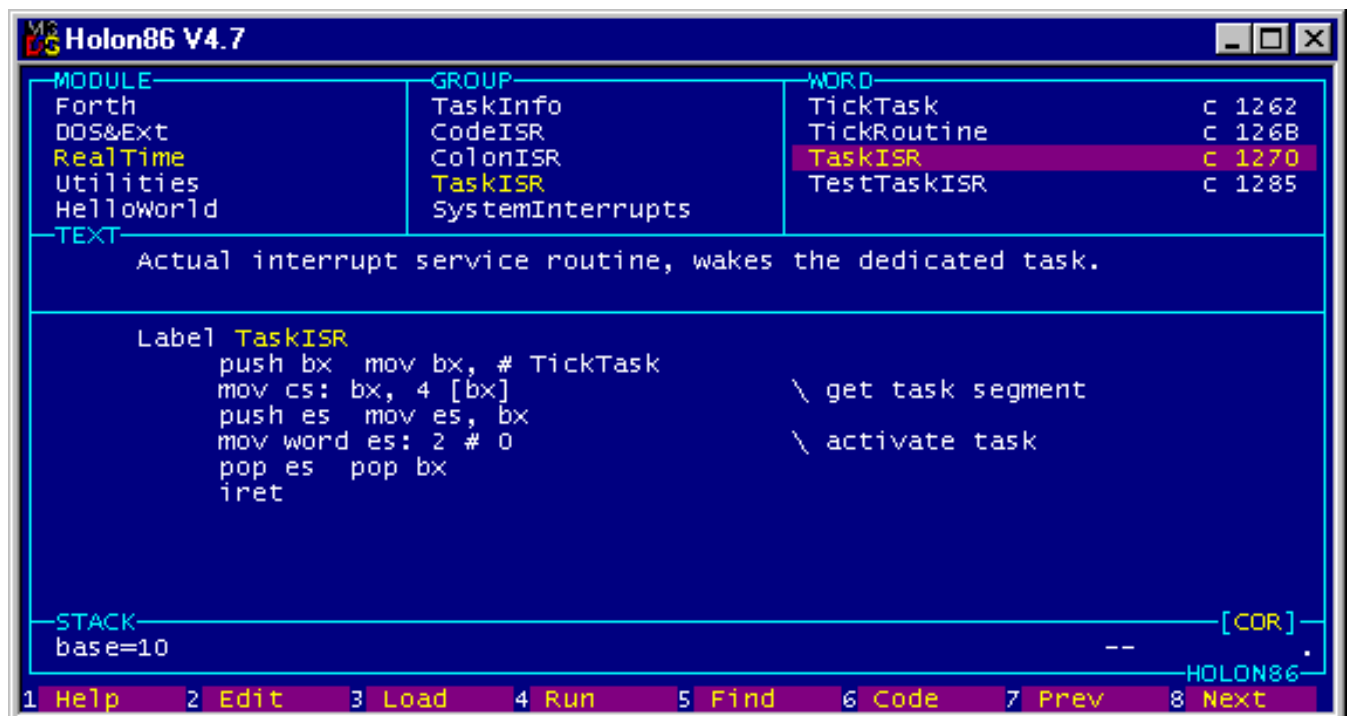 Holon86 V4.7
MODULE GROUP WORD
Forth TaskInfo TickTask c 1262
DOS&Ext CodeISR TickRoutine c 126B
RealTime ColonISR TaskISR c 1270
Utilities TaskISR TestTaskISR c 1285
HelloWorld SystemInterrupts
TEXT
Actual interrupt service routine, wakes the dedicated task.
Label TaskISR
push bx mov bx, # TickTask
mov cs: bx, 4 [bx] \ get task segment
push es mov es, bx
mov word es: 2 # 0 \ activate task
pop es pop bx
iret
STACK [COR]
base=10 -- .
HOLON86
1 Help 2 Edit 3 Load 4 Run 5 Find 6 Code 7 Prev 8 Next